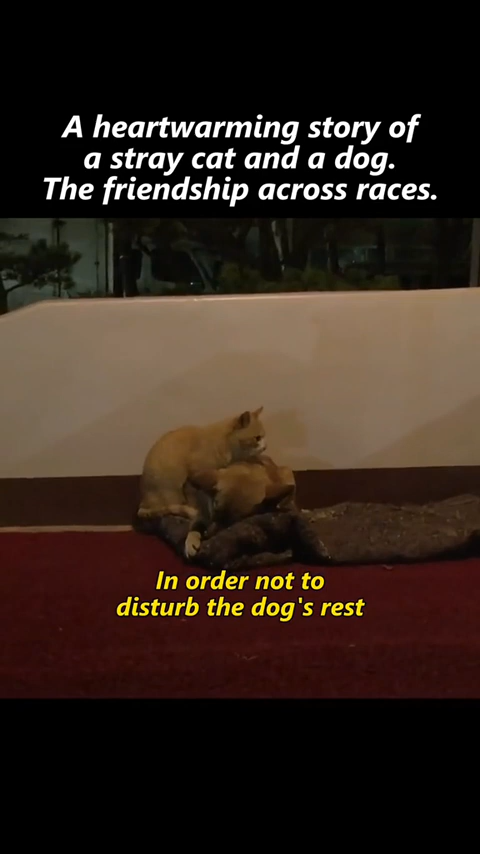 A heartwarming story of
a stray cat and a dog.
The friendship across races.
In order not to
disturb the dog's rest